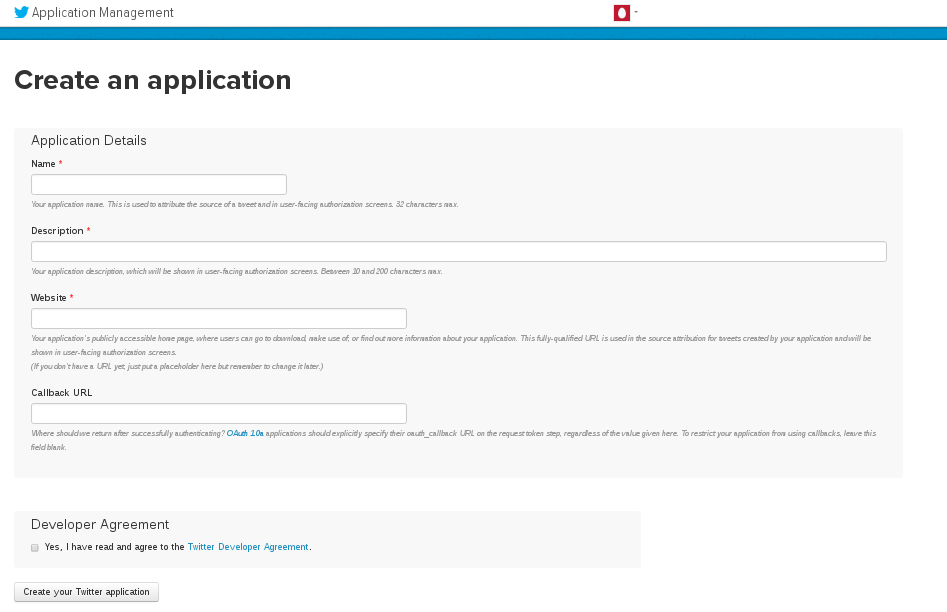 Application Management
Create an application
Application Details
Name *
Your application name. This is used to attribute the source of a tweet and in user-facing authorization screens. 32 characters max.
Description *
Your application description, which will be shown in user-facing authorization screens. Between 10 and 200 characters max.
Website *
Your application's publicly accessible home page, where users can go to download, make use of, or find out more information about your application. This fully-qualified URL is used in the source attribution for tweets created by your application and will be
shown in user-facing authorization screens.
(If you don't have a URL yet, just put a placeholder here but remember to change it later.)
Callback URL
Where should we return after successfully authenticating? OAuth 1.0a applications should explicitly specify their oauth_callback URL on the request token step, regardless of the value given here. To restrict your application from using callbacks, leave this
field blank.
Developer Agreement
Yes, I have read and agree to the Twitter Developer Agreement.
Create your Twitter application